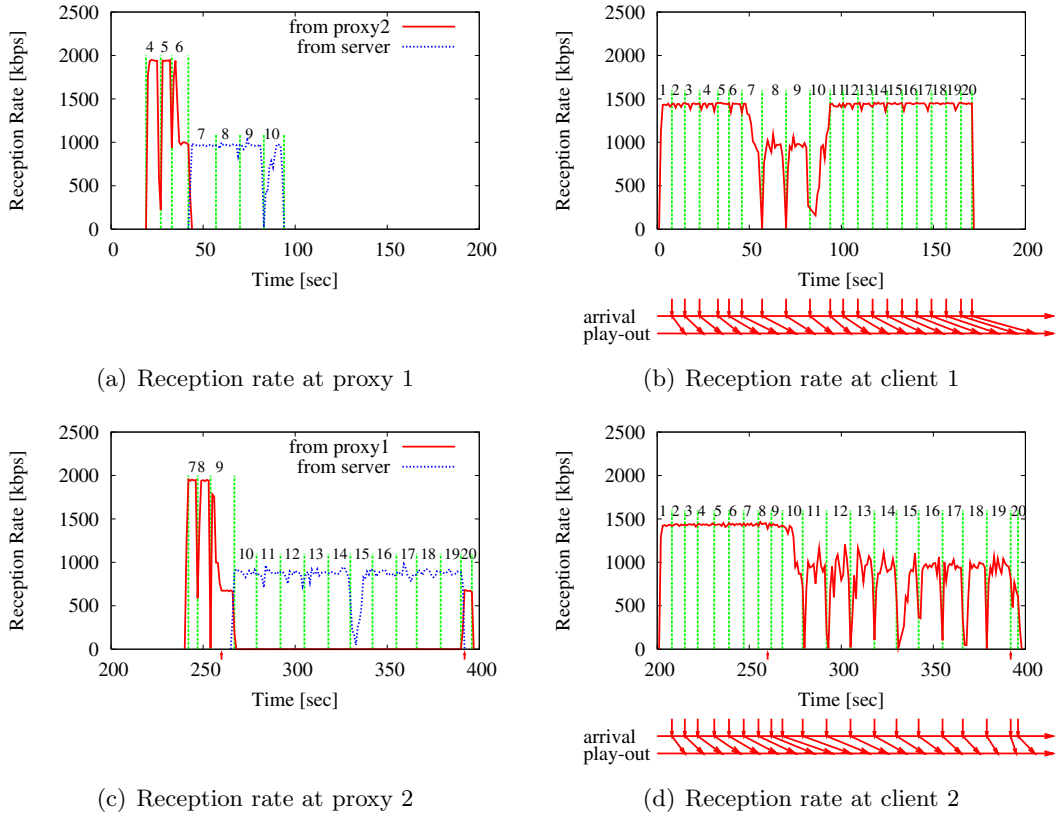 from proxy2
from server
4 5 6
7 8 9 10
Reception Rate [kbps]
2500
2000
1500
1000
500
0
0 50 100 150 200
Time [sec]
(a) Reception rate at proxy 1
1 2 3 4 5 6 7 8 9 10 11 12 13 14 15 16 17 18 19 20
Reception Rate [kbps]
2500
2000
1500
1000
500
0
0 50 100 150 200
Time [sec]
arrival
play-out
(b) Reception rate at client 1
from proxy1
from server
7 8 9
10 11 12 13 14 15 16 17 18 19 20
Reception Rate [kbps]
2500
2000
1500
1000
500
0
200 250 300 350 400
Time [sec]
(c) Reception rate at proxy 2
1 2 3 4 5 6 7 8 9 10 11 12 13 14 15 16 17 18 19 20
Reception Rate [kbps]
2500
2000
1500
1000
500
0
200 250 300 350 400
Time [sec]
arrival
play-out
(d) Reception rate at client 2